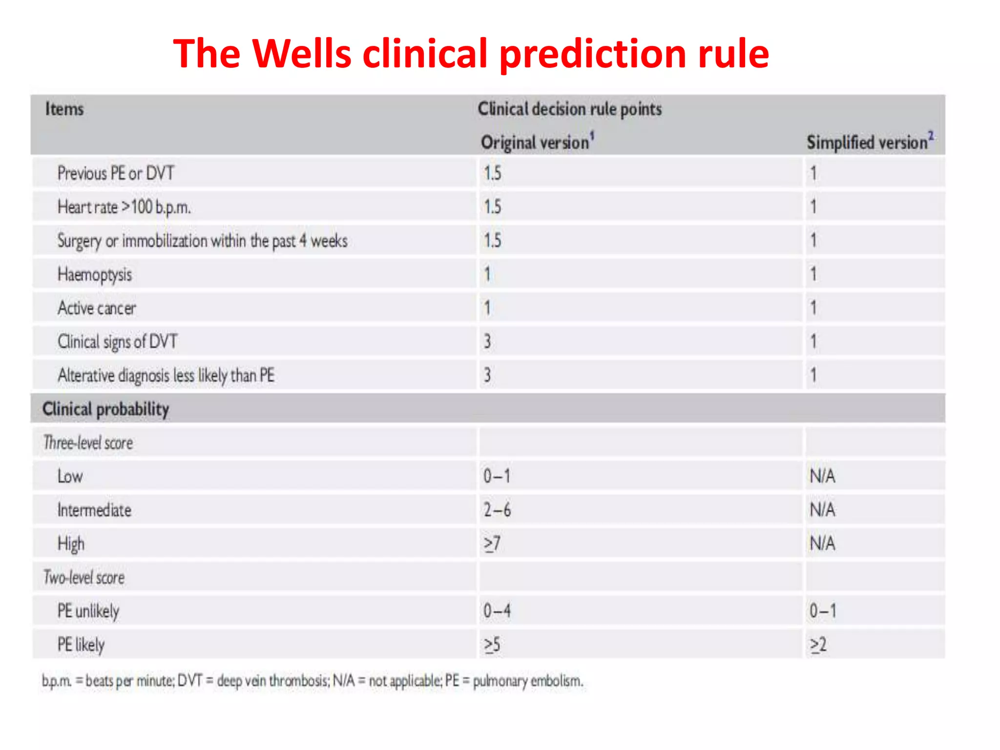 The Wells clinical prediction rule
Items Clinical decision rule points
Original version1 Simplified version2
Previous PE or DVT 1.5 1
Heart rate >100 b.p.m. 1.5 1
Surgery or immobilization within the past 4 weeks 1.5 1
Haemoptysis 1 1
Active cancer 1 1
Clinical signs of DVT 3 1
Alterative diagnosis less likely than PE 3 1
Clinical probability
Three-level score
Low 0–1 N/A
Intermediate 2–6 N/A
High ≥7 N/A
Two-level score
PE unlikely 0–4 0–1
PE likely ≥5 ≥2
b.p.m. = beats per minute; DVT = deep vein thrombosis; N/A = not applicable; PE = pulmonary embolism.